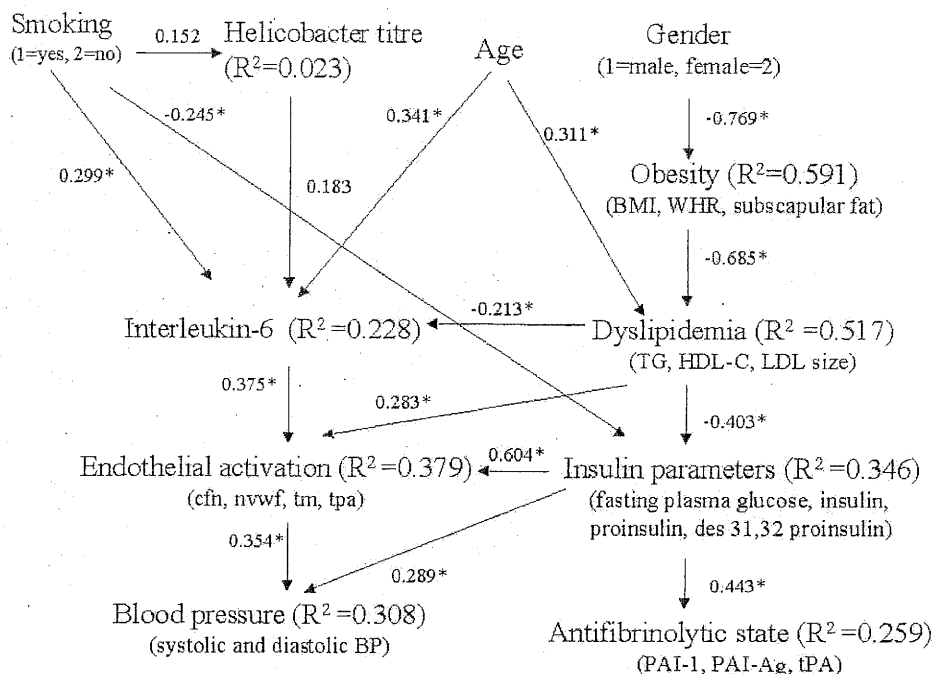 Smoking
(1=yes, 2=no)
0.152
Helicobacter titre
(R²=0.023)
Age
Gender
(1=male, female=2)
-0.245*
0.341*
0.311*
-0.769*
0.299*
0.183
Obesity (R²=0.591)
(BMI, WHR, subscapular fat)
-0.685*
Interleukin-6 (R²=0.228)
-0.213*
Dyslipidemia (R²=0.517)
(TG, HDL-C, LDL size)
0.375*
0.283*
-0.403*
Endothelial activation (R²=0.379)
(cfn, nvwf, tm, tpa)
0.604*
Insulin parameters (R²=0.346)
(fasting plasma glucose, insulin,
proinsulin, des 31,32 proinsulin)
0.354*
0.289*
0.443*
Blood pressure (R²=0.308)
(systolic and diastolic BP)
Antifibrinolytic state (R²=0.259)
(PAI-1, PAI-Ag, tPA)